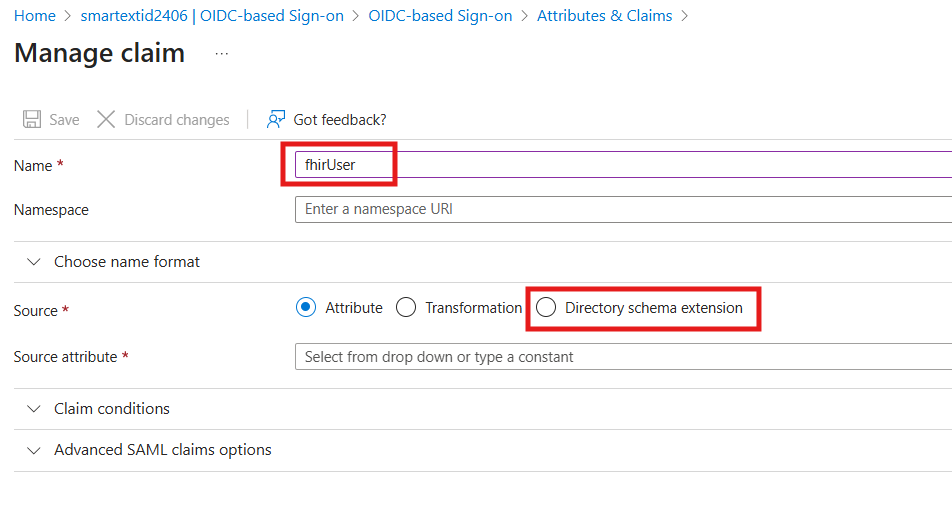 Home > smartextid2406 | OIDC-based Sign-on > OIDC-based Sign-on > Attributes & Claims >
Manage claim ...
Save Discard changes Got feedback?
Name * fhirUser
Namespace Enter a namespace URI
Choose name format
Source * Attribute Transformation Directory schema extension
Source attribute * Select from drop down or type a constant
Claim conditions
Advanced SAML claims options